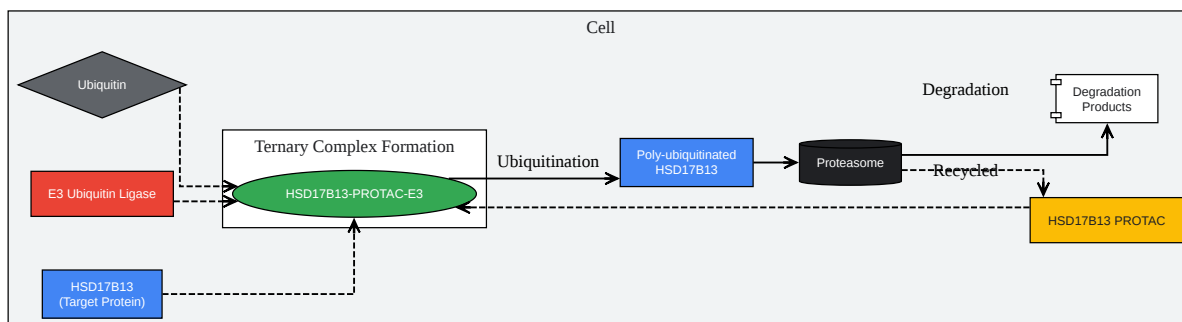 Cell
Ubiquitin
Degradation
Degradation
Products
Ternary Complex Formation
Ubiquitination
Poly-ubiquitinated
HSD17B13
Proteasome
Recycled
E3 Ubiquitin Ligase
HSD17B13-PROTAC-E3
HSD17B13 PROTAC
HSD17B13
(Target Protein)